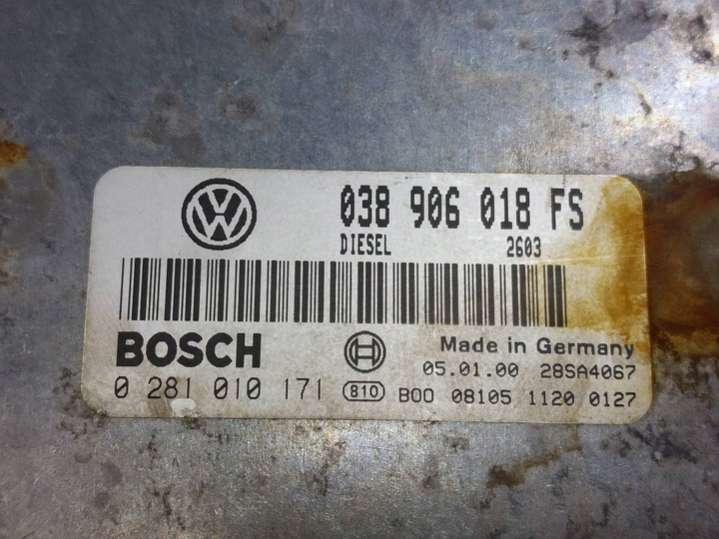 038 906 018 FS
DIESEL 2603
BOSCH
Made in Germany
05.01.00 28SA4067
0 281 010 171 810 B00 08105 1120 0127